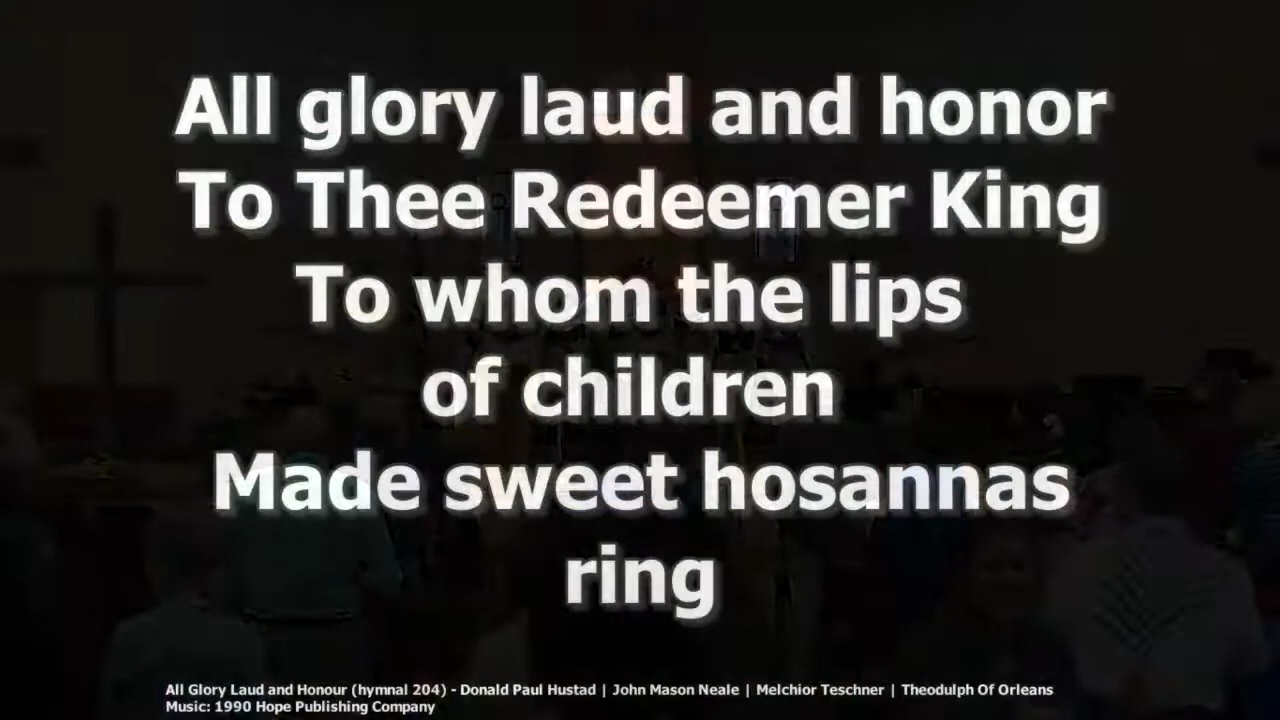 All glory laud and honor
To Thee Redeemer King
To whom the lips
of children
Made sweet hosannas
ring
All Glory Laud and Honour (hymnal 204) - Donald Paul Hustad | John Mason Neale | Melchior Teschner | Theodulph Of Orleans
Music: 1990 Hope Publishing Company